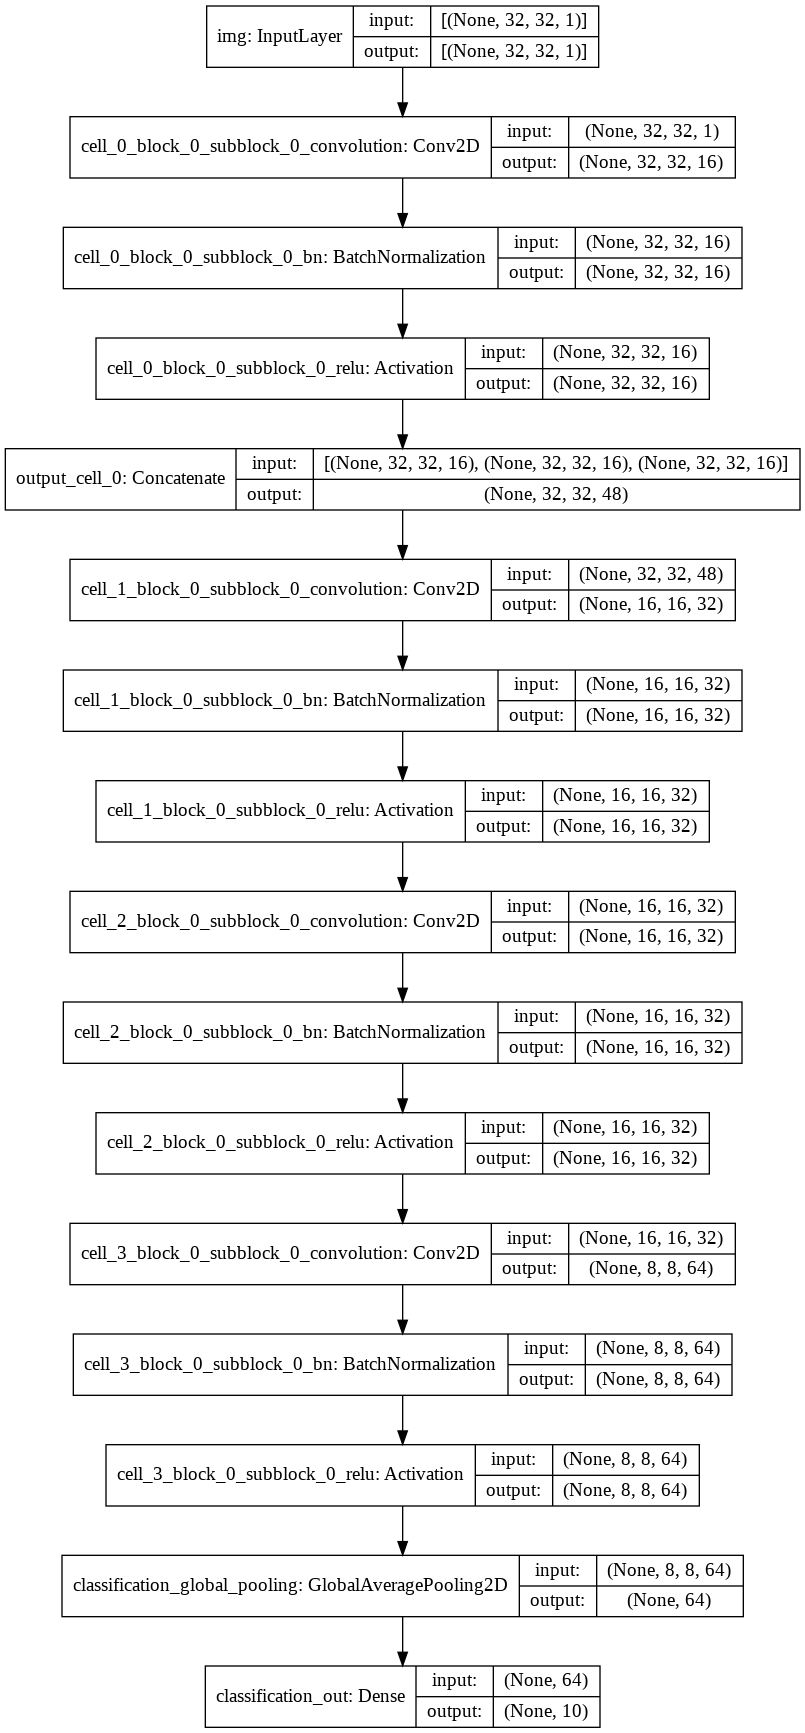 img: InputLayer
input:
[(None, 32, 32, 1)]
output:
[(None, 32, 32, 1)]
cell_0_block_0_subblock_0_convolution: Conv2D
input:
(None, 32, 32, 1)
output:
(None, 32, 32, 16)
cell_0_block_0_subblock_0_bn: BatchNormalization
input:
(None, 32, 32, 16)
output:
(None, 32, 32, 16)
cell_0_block_0_subblock_0_relu: Activation
input:
(None, 32, 32, 16)
output:
(None, 32, 32, 16)
output_cell_0: Concatenate
input:
[(None, 32, 32, 16), (None, 32, 32, 16), (None, 32, 32, 16)]
output:
(None, 32, 32, 48)
cell_1_block_0_subblock_0_convolution: Conv2D
input:
(None, 32, 32, 48)
output:
(None, 16, 16, 32)
cell_1_block_0_subblock_0_bn: BatchNormalization
input:
(None, 16, 16, 32)
output:
(None, 16, 16, 32)
cell_1_block_0_subblock_0_relu: Activation
input:
(None, 16, 16, 32)
output:
(None, 16, 16, 32)
cell_2_block_0_subblock_0_convolution: Conv2D
input:
(None, 16, 16, 32)
output:
(None, 16, 16, 32)
cell_2_block_0_subblock_0_bn: BatchNormalization
input:
(None, 16, 16, 32)
output:
(None, 16, 16, 32)
cell_2_block_0_subblock_0_relu: Activation
input:
(None, 16, 16, 32)
output:
(None, 16, 16, 32)
cell_3_block_0_subblock_0_convolution: Conv2D
input:
(None, 16, 16, 32)
output:
(None, 8, 8, 64)
cell_3_block_0_subblock_0_bn: BatchNormalization
input:
(None, 8, 8, 64)
output:
(None, 8, 8, 64)
cell_3_block_0_subblock_0_relu: Activation
input:
(None, 8, 8, 64)
output:
(None, 8, 8, 64)
classification_global_pooling: GlobalAveragePooling2D
input:
(None, 8, 8, 64)
output:
(None, 64)
classification_out: Dense
input:
(None, 64)
output:
(None, 10)